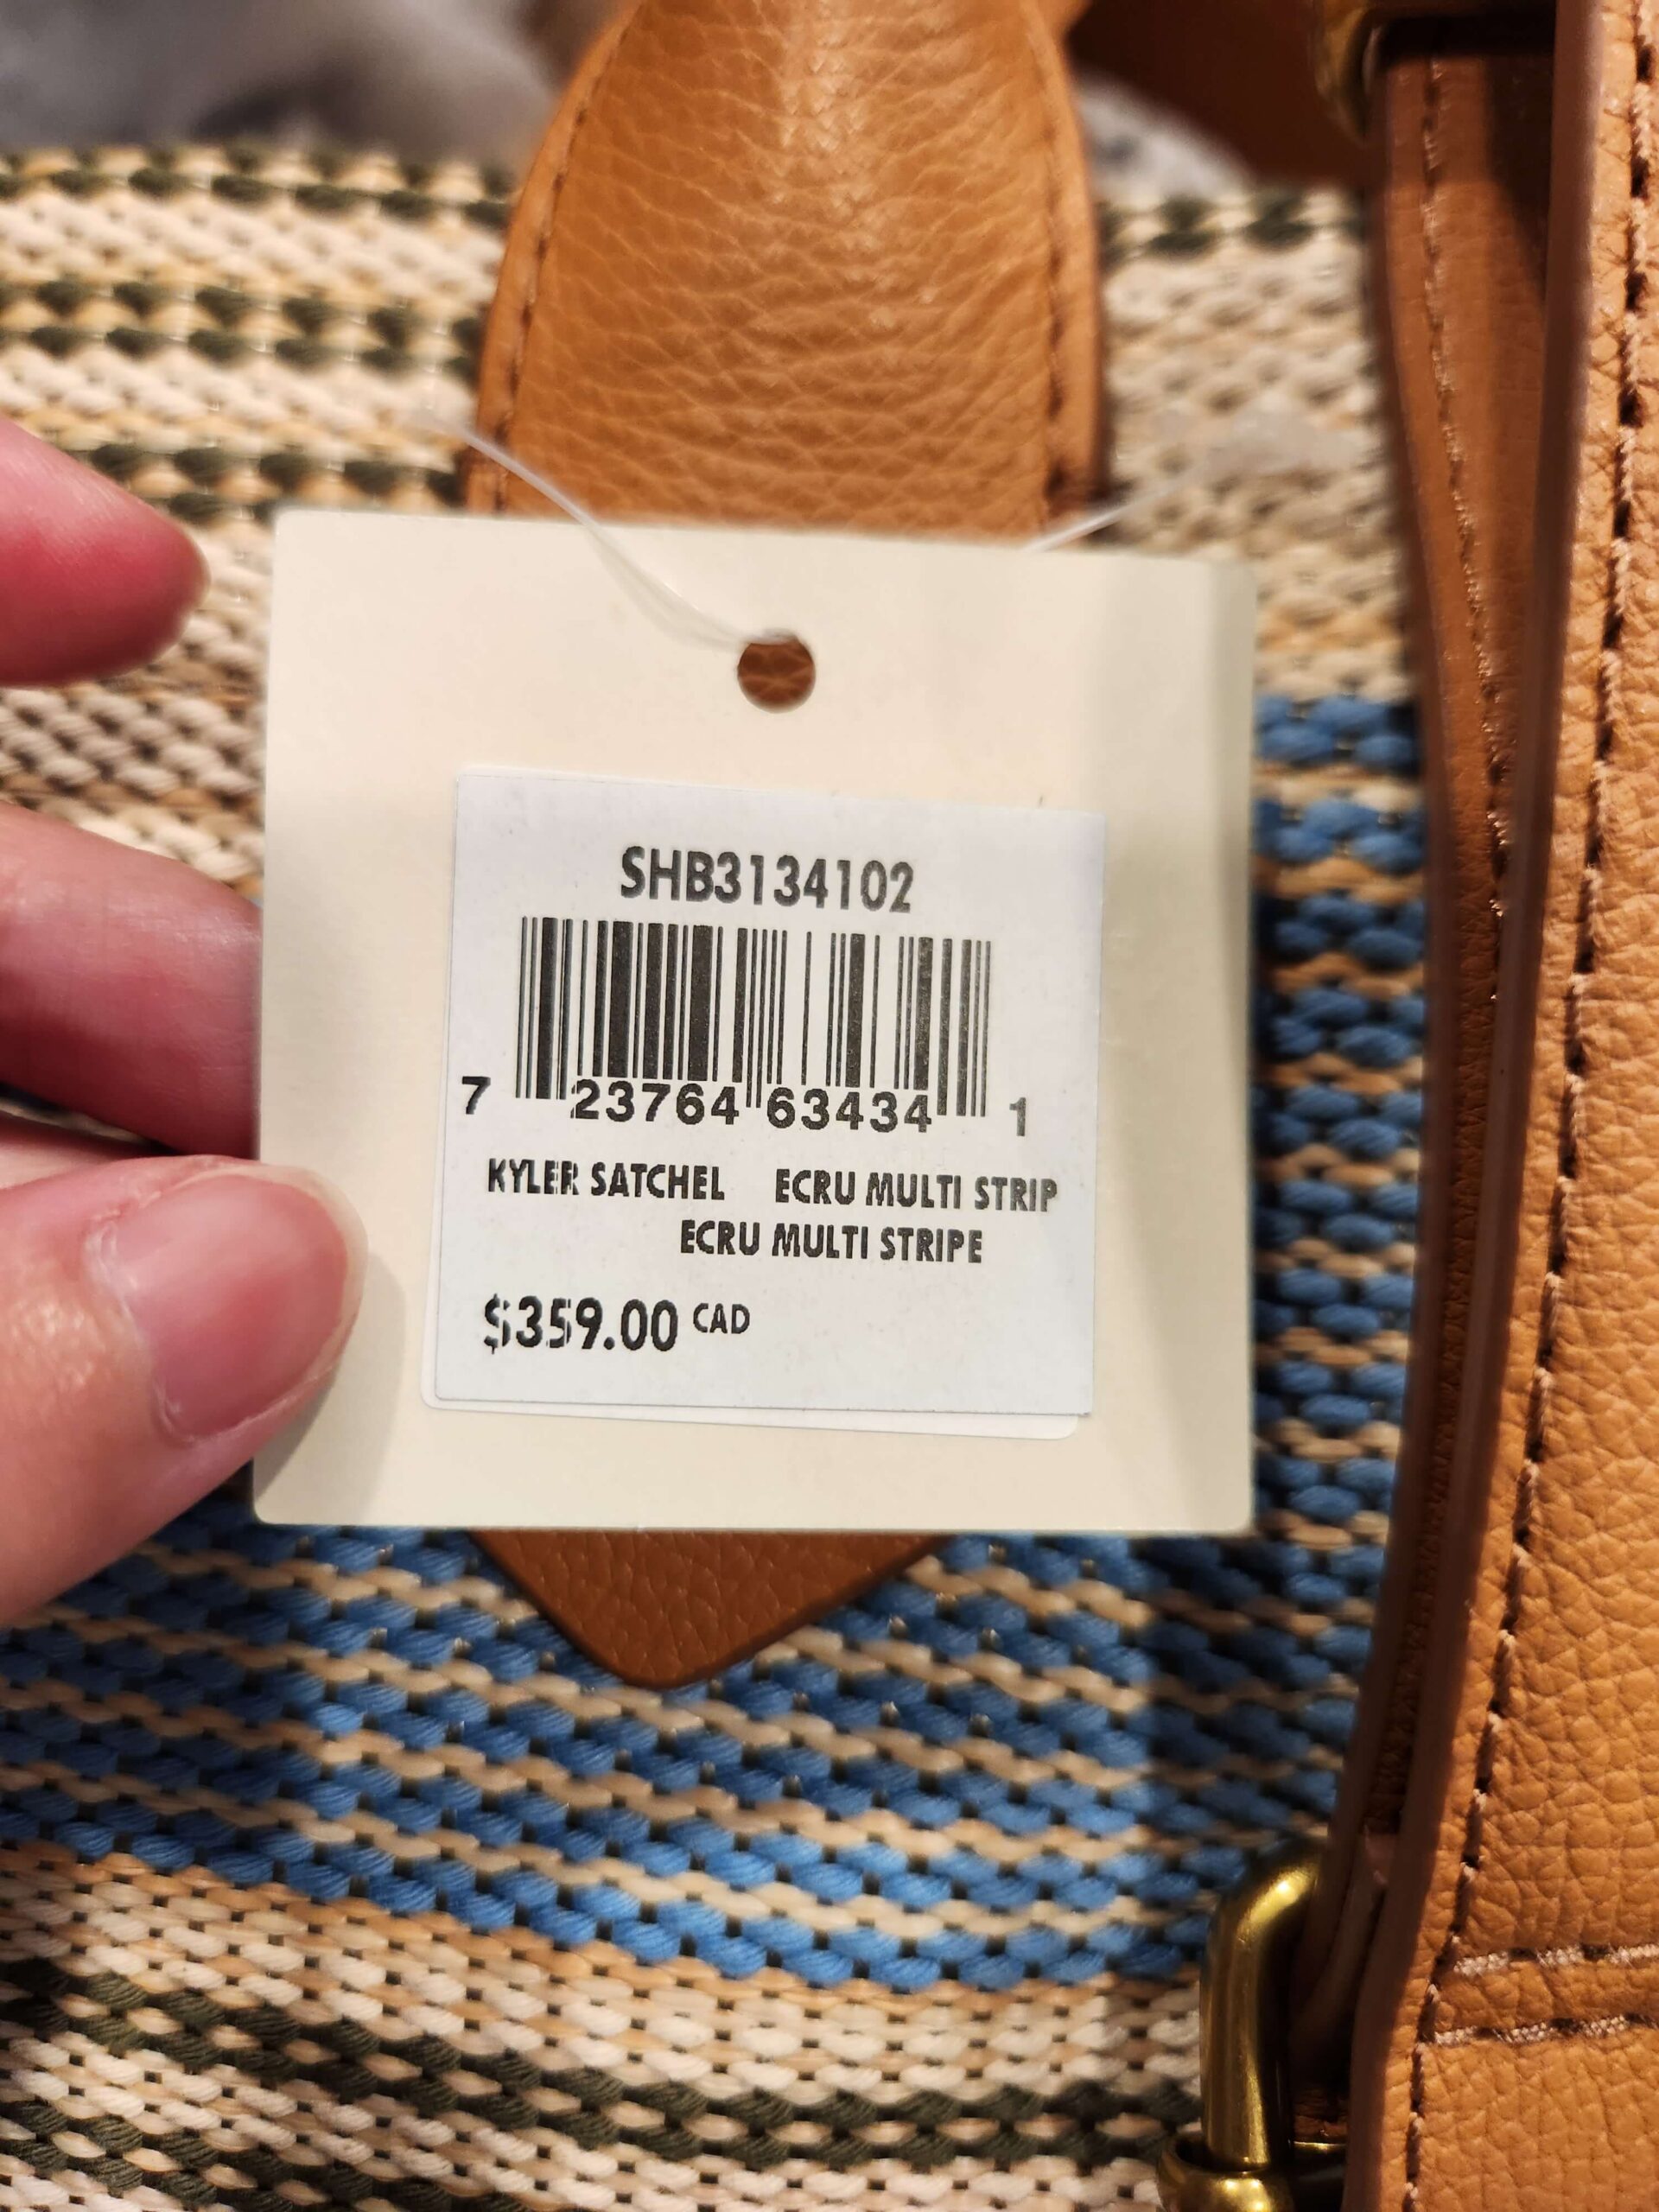 SHB3134102
7 23764 63434 1
KYLER SATCHEL ECRU MULTI STRIP
ECRU MULTI STRIPE
$359.00 CAD